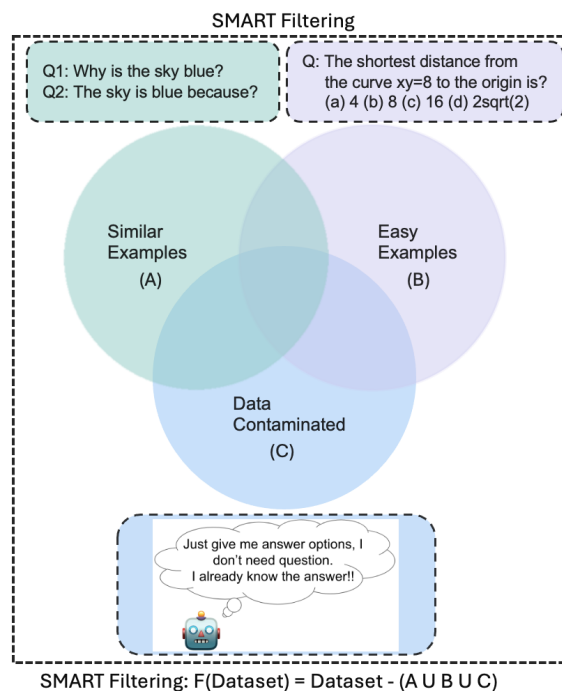 SMART Filtering
Q1: Why is the sky blue?
Q2: The sky is blue because?
Q: The shortest distance from
the curve xy=8 to the origin is?
(a) 4 (b) 8 (c) 16 (d) 2sqrt(2)
Similar
Examples
(A)
Easy
Examples
(B)
Data
Contaminated
(C)
Just give me answer options, I
don't need question.
I already know the answer!!
SMART Filtering: F(Dataset) = Dataset - (A U B U C)